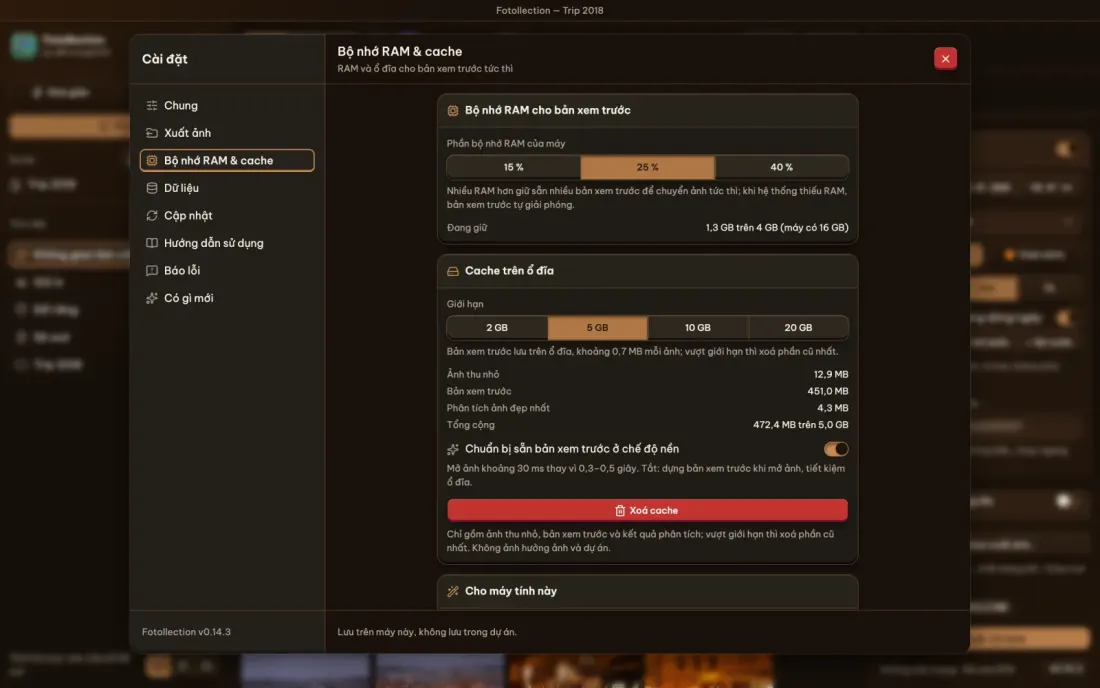 Fotollection — Trip 2018
Cài đặt
Chung
Xuất ảnh
Bộ nhớ RAM & cache
Dữ liệu
Cập nhật
Hướng dẫn sử dụng
Báo lỗi
Có gì mới
Fotollection v0.14.3
Bộ nhớ RAM & cache
RAM và ổ đĩa cho bản xem trước tức thì
Bộ nhớ RAM cho bản xem trước
Phần bộ nhớ RAM của máy
15 %
25 %
40 %
Nhiều RAM hơn giữ sẵn nhiều bản xem trước để chuyển ảnh tức thì; khi hệ thống thiếu RAM,
bản xem trước tự giải phóng.
Đang giữ
1,3 GB trên 4 GB (máy có 16 GB)
Cache trên ổ đĩa
Giới hạn
2 GB
5 GB
10 GB
20 GB
Bản xem trước lưu trên ổ đĩa, khoảng 0,7 MB mỗi ảnh; vượt giới hạn thì xoá phần cũ nhất.
Ảnh thu nhỏ
12,9 MB
Bản xem trước
451,0 MB
Phân tích ảnh đẹp nhất
4,3 MB
Tổng cộng
472,4 MB trên 5,0 GB
Chuẩn bị sẵn bản xem trước ở chế độ nền
Mở ảnh khoảng 30 ms thay vì 0,3–0,5 giây. Tắt: dựng bản xem trước khi mở ảnh, tiết kiệm
ổ đĩa.
Xoá cache
Chỉ gồm ảnh thu nhỏ, bản xem trước và kết quả phân tích; vượt giới hạn thì xoá phần cũ
nhất. Không ảnh hưởng ảnh và dự án.
Cho máy tính này
Lưu trên máy này, không lưu trong dự án.